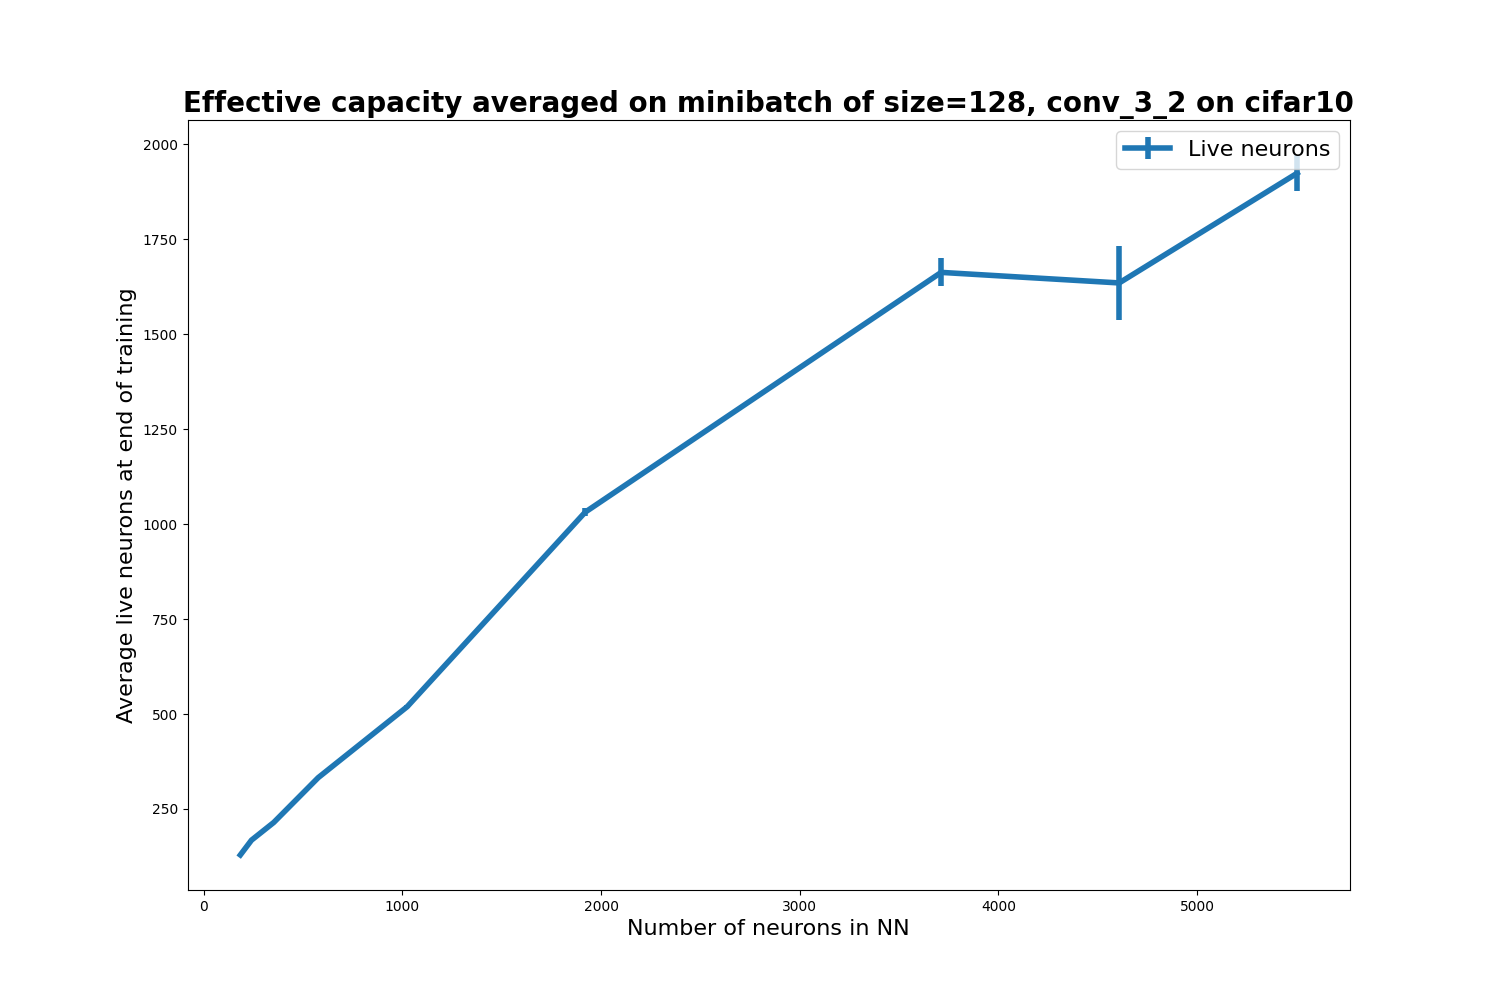 Effective capacity averaged on minibatch of size=128, conv_3_2 on cifar10
Live neurons
Average live neurons at end of training
2000
1750
1500
1250
1000
750
500
250
0 1000 2000 3000 4000 5000
Number of neurons in NN